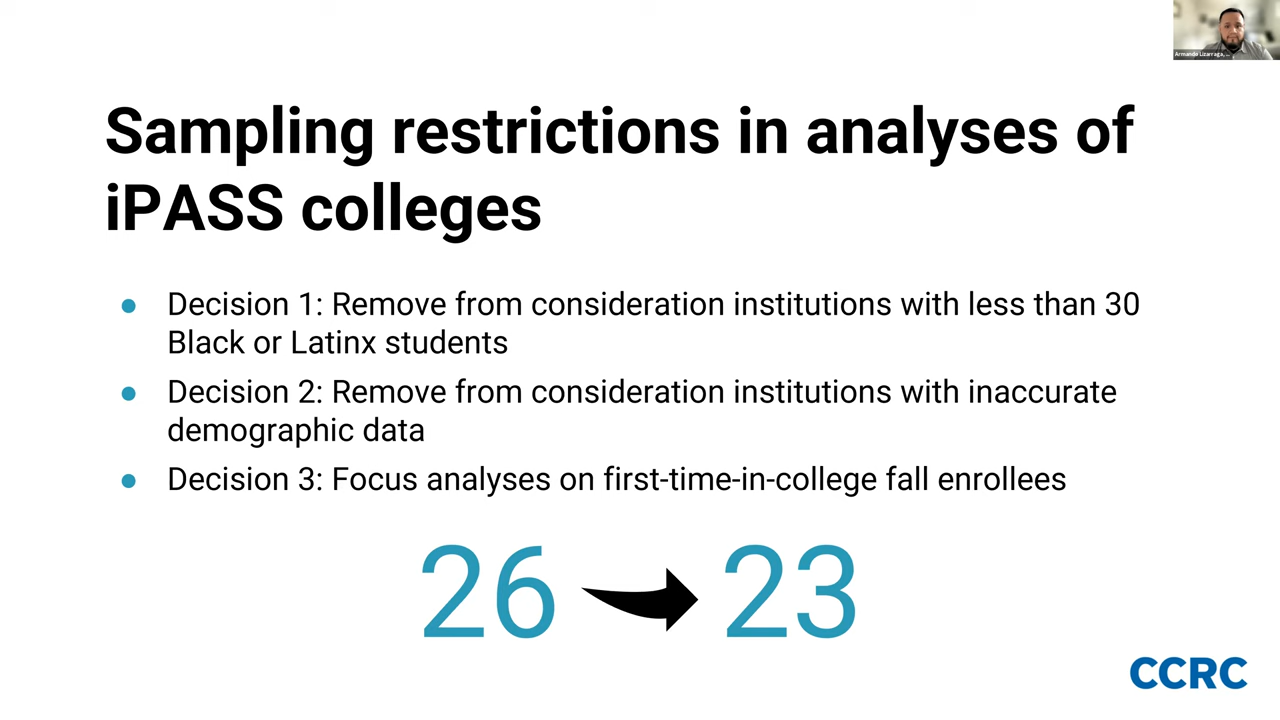 Armando Lizarraga, ...
Sampling restrictions in analyses of
iPASS colleges
● Decision 1: Remove from consideration institutions with less than 30
Black or Latinx students
● Decision 2: Remove from consideration institutions with inaccurate
demographic data
● Decision 3: Focus analyses on first-time-in-college fall enrollees
26 23
CCRC